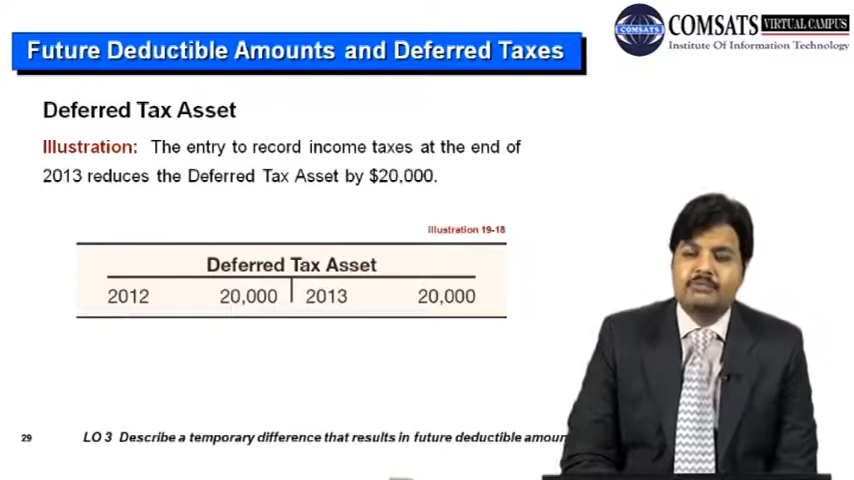 COMSATS VIRTUAL CAMPUS
Institute Of Information Technology
COMSATS
Future Deductible Amounts and Deferred Taxes
Deferred Tax Asset
Illustration: The entry to record income taxes at the end of
2013 reduces the Deferred Tax Asset by $20,000.
Illustration 19-18
Deferred Tax Asset
2012 20,000 2013 20,000
29 LO 3 Describe a temporary difference that results in future deductible amoun